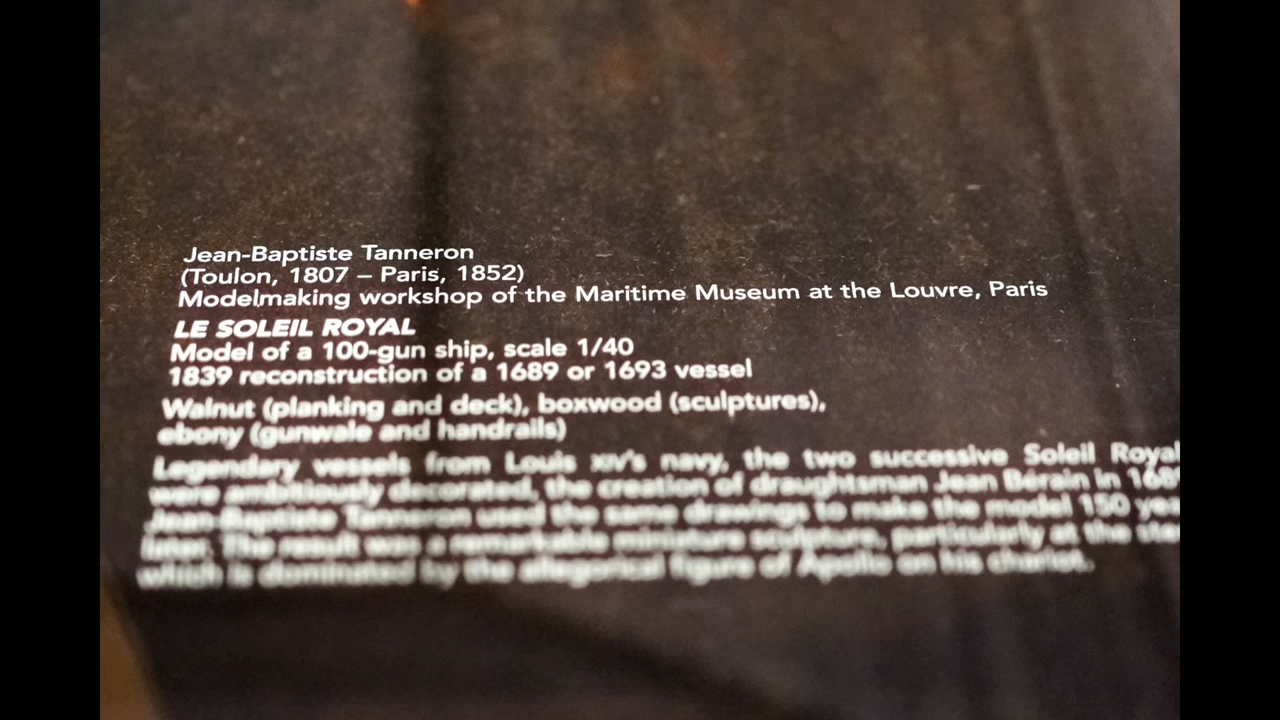 Jean-Baptiste Tanneron
(Toulon, 1807 – Paris, 1852)
Modelmaking workshop of the Maritime Museum at the Louvre, Paris
LE SOLEIL ROYAL
Model of a 100-gun ship, scale 1/40
1839 reconstruction of a 1689 or 1693 vessel
Walnut (planking and deck), boxwood (sculptures),
ebony (gunwale and handrails)
Legendary vessels from Louis XIV's navy, the two successive Soleil Royal
were ambitiously decorated, the creation of draughtsman Jean Bérain in
Jean-Baptiste Tanneron used the same drawings to make the model 150
later. The result was a remarkable miniature sculpture, particularly at the
which is dominated by the allegorical figure of Apollo on his chariot.